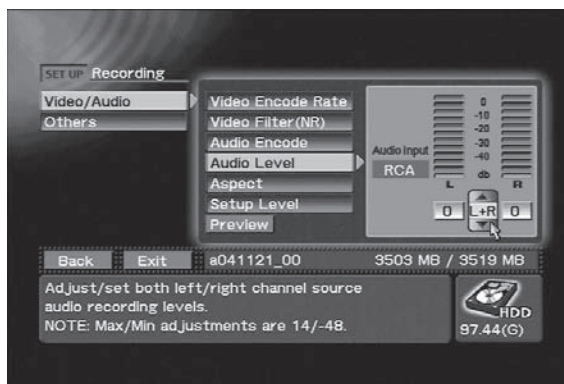 SET UP Recording
Video/Audio
Others
Video Encode Rate
Video Filter(NR)
Audio Encode
Audio Level
Aspect
Setup Level
Preview
Audio Input
RCA
0
-10
-20
-30
-40
db
L R
0 L+R 0
Back Exit a041121_00 3503 MB / 3519 MB
Adjust/set both left/right channel source
audio recording levels.
NOTE: Max/Min adjustments are 14/-48.
HDD
97.44(G)